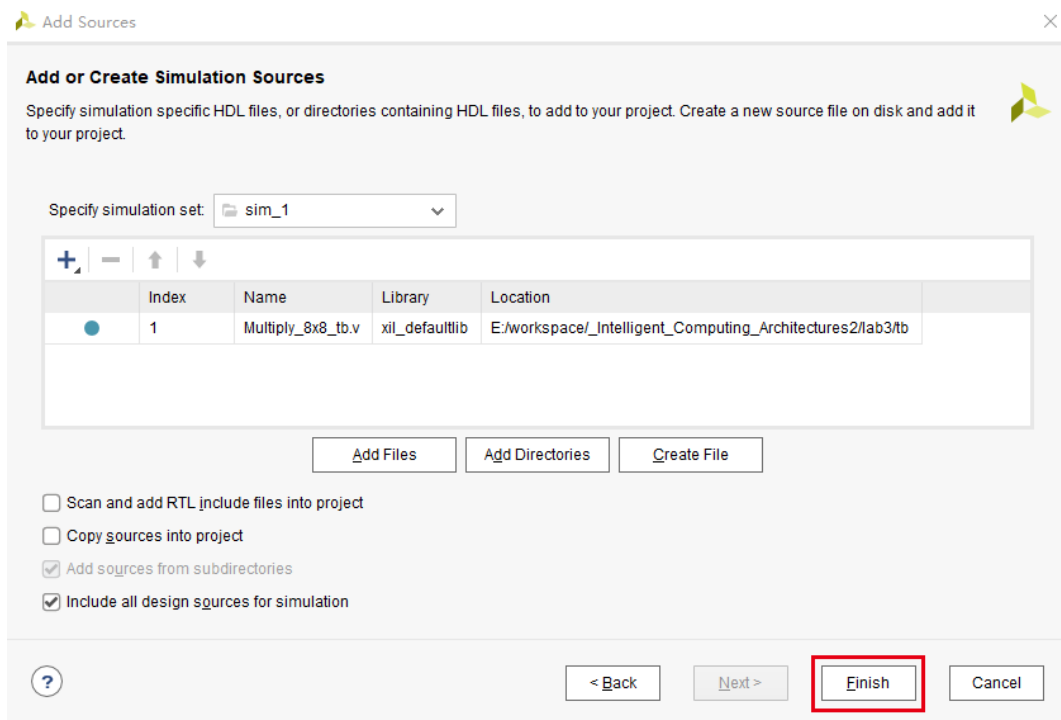 Add Sources
Add or Create Simulation Sources
Specify simulation specific HDL files, or directories containing HDL files, to add to your project. Create a new source file on disk and add it
to your project.
Specify simulation set: sim_1
Index Name Library Location
1 Multiply_8x8_tb.v xil_defaultlib E:/workspace/_Intelligent_Computing_Architectures2/lab3/tb
Add Files Add Directories Create File
Scan and add RTL include files into project
Copy sources into project
Add sources from subdirectories
Include all design sources for simulation
? < Back Next > Finish Cancel